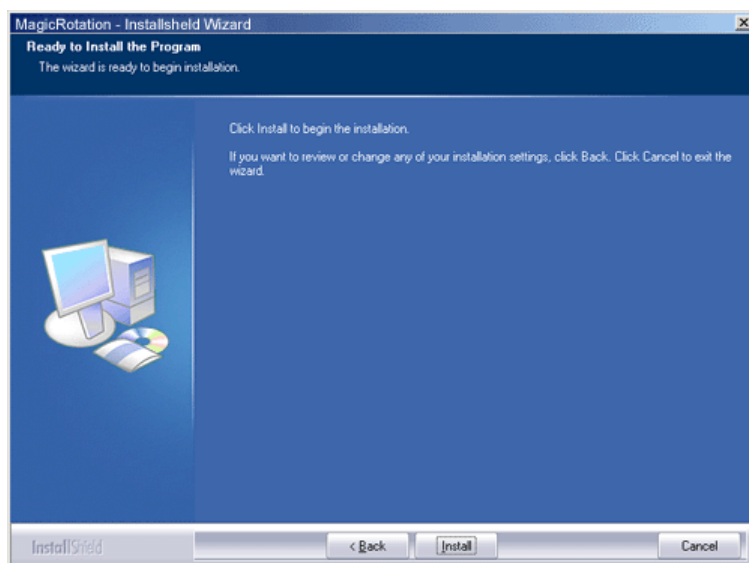 MagicRotation - Installshield Wizard
Ready to Install the Program
The wizard is ready to begin installation.
Click Install to begin the installation.
If you want to review or change any of your installation settings, click Back. Click Cancel to exit the
wizard.
InstallShield
< Back
Install
Cancel